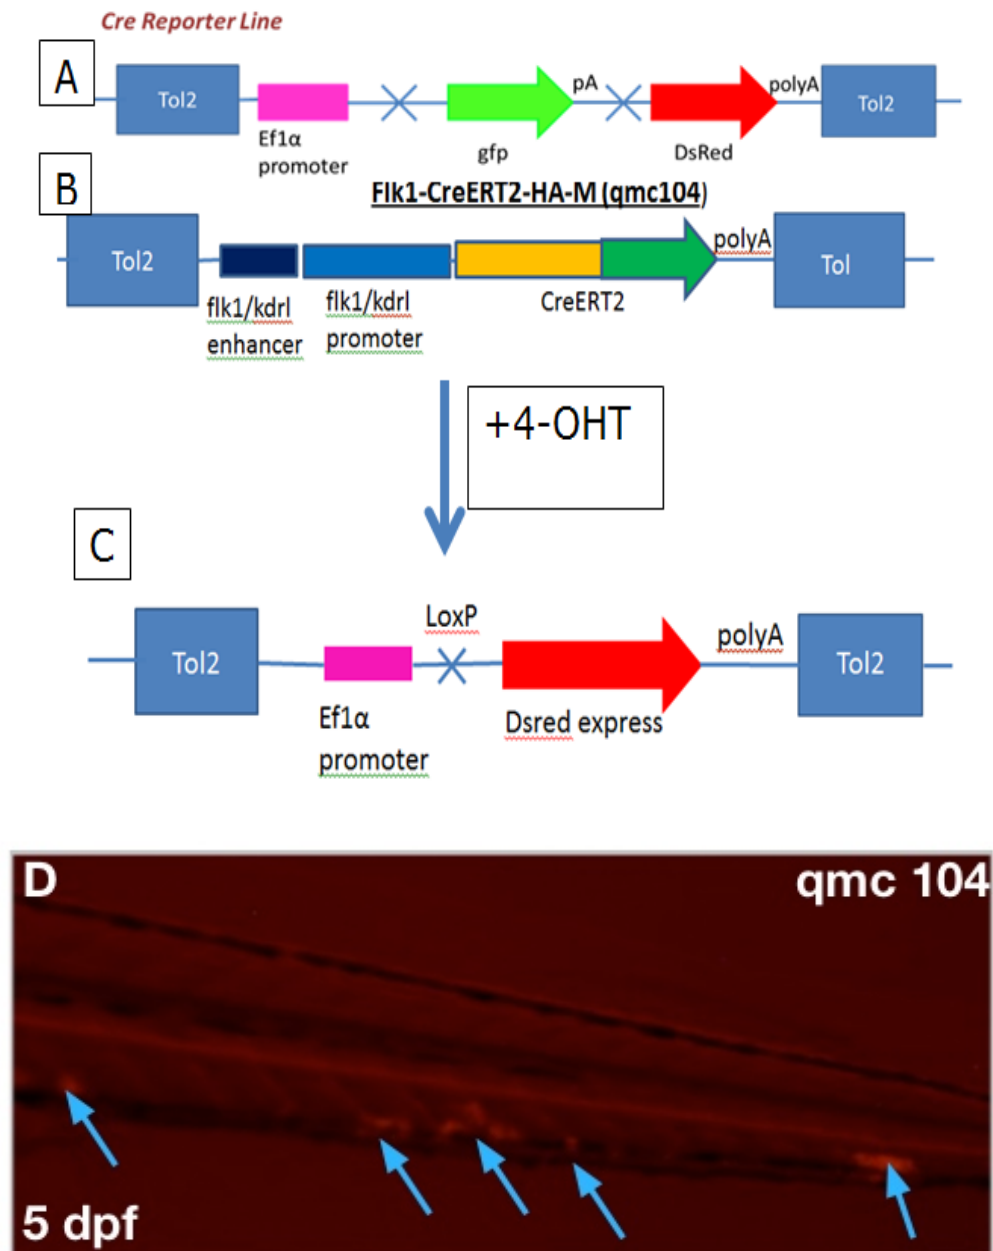 Cre Reporter Line
A
Tol2
Ef1α
promoter
gfp
pA
DsRed
polyA
Tol2
B
Flk1-CreERT2-HA-M (qmc104)
Tol2
flk1/kdrl
enhancer
flk1/kdrl
promoter
CreERT2
polyA
Tol
+4-OHT
C
Tol2
Ef1α
promoter
LoxP
Dsred express
polyA
Tol2
D
qmc 104
5 dpf